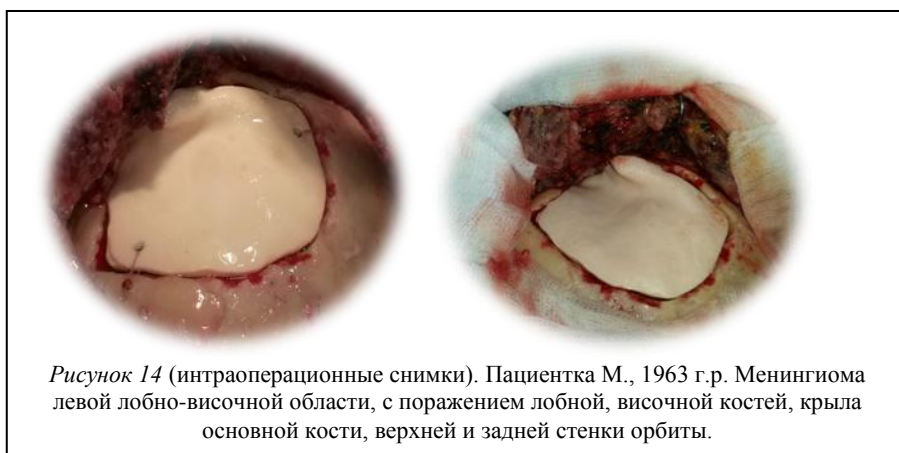 Рисунок 14 (интраоперационные снимки). Пациентка М., 1963 г.р. Менингиома
левой лобно-височной области, с поражением лобной, височной костей, крыла
основной кости, верхней и задней стенки орбиты.